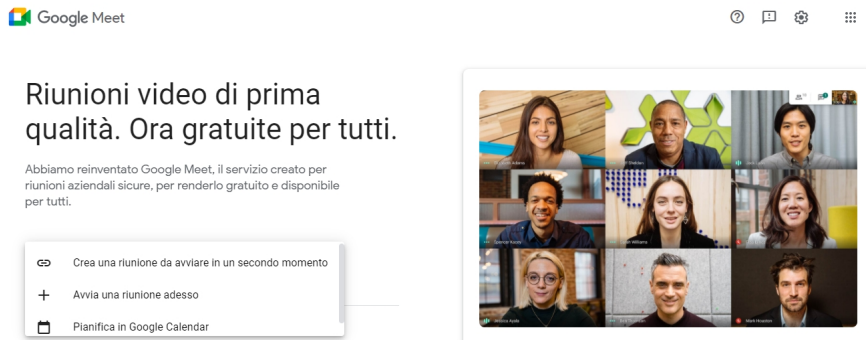 Google Meet
Riunioni video di prima
qualità. Ora gratuite per tutti.
Abbiamo reinventato Google Meet, il servizio creato per
riunioni aziendali sicure, per renderlo gratuito e disponibile
per tutti.
Crea una riunione da avviare in un secondo momento
Avvia una riunione adesso
Pianifica in Google Calendar